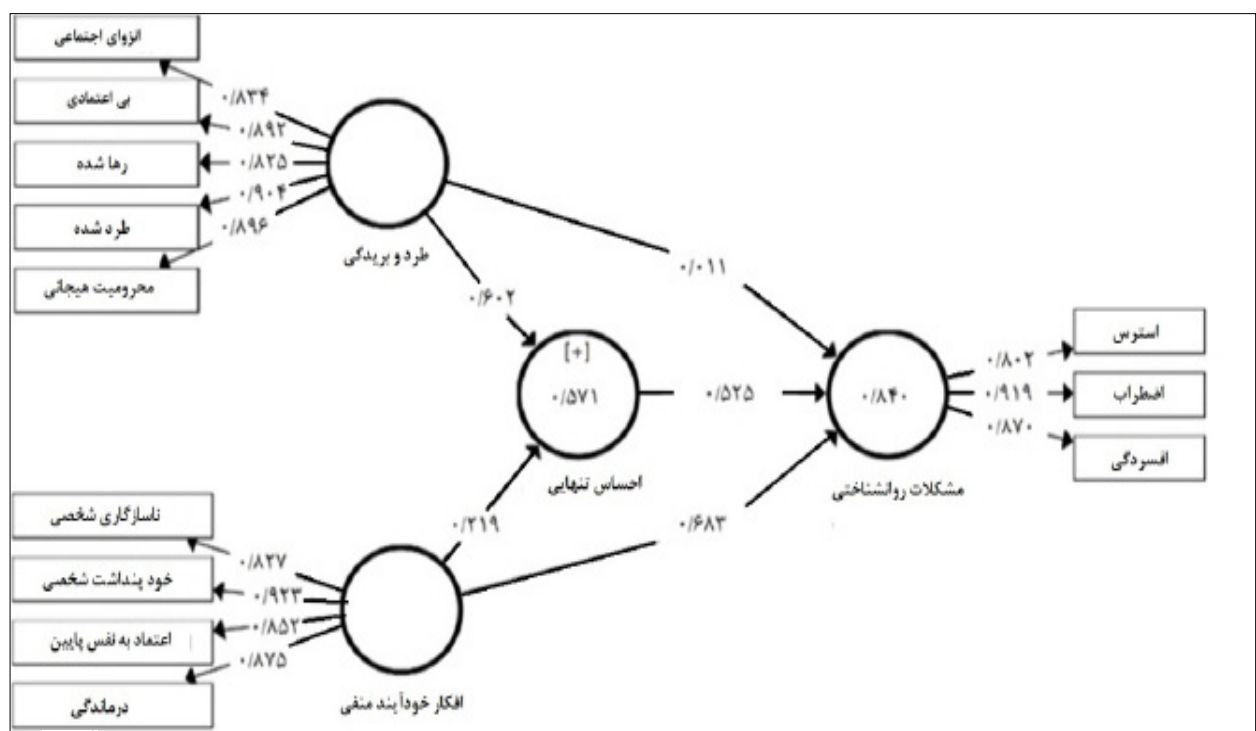 انزوای اجتماعی
بی اعتمادی
رها شده
طرد شده
محرومیت هیجانی
۰/۸۳۴
۰/۸۹۲
۰/۸۲۵
۰/۹۰۴
۰/۸۹۶
طرد و بریدگی
۰/۰۱۱
۰/۶۰۲
[+]
۰/۵۷۱
احساس تنهایی
۰/۵۲۵
۰/۸۴۰
مشکلات روانشناختی
۰/۸۰۲
۰/۹۱۹
۰/۸۷۰
استرس
اضطراب
افسردگی
۰/۲۱۹
۰/۶۸۳
ناسازگاری شخصی
خود پنداشت شخصی
اعتماد به نفس پایین
درماندگی
۰/۸۲۷
۰/۹۲۳
۰/۸۵۲
۰/۸۷۵
افکار خودآیند منفی